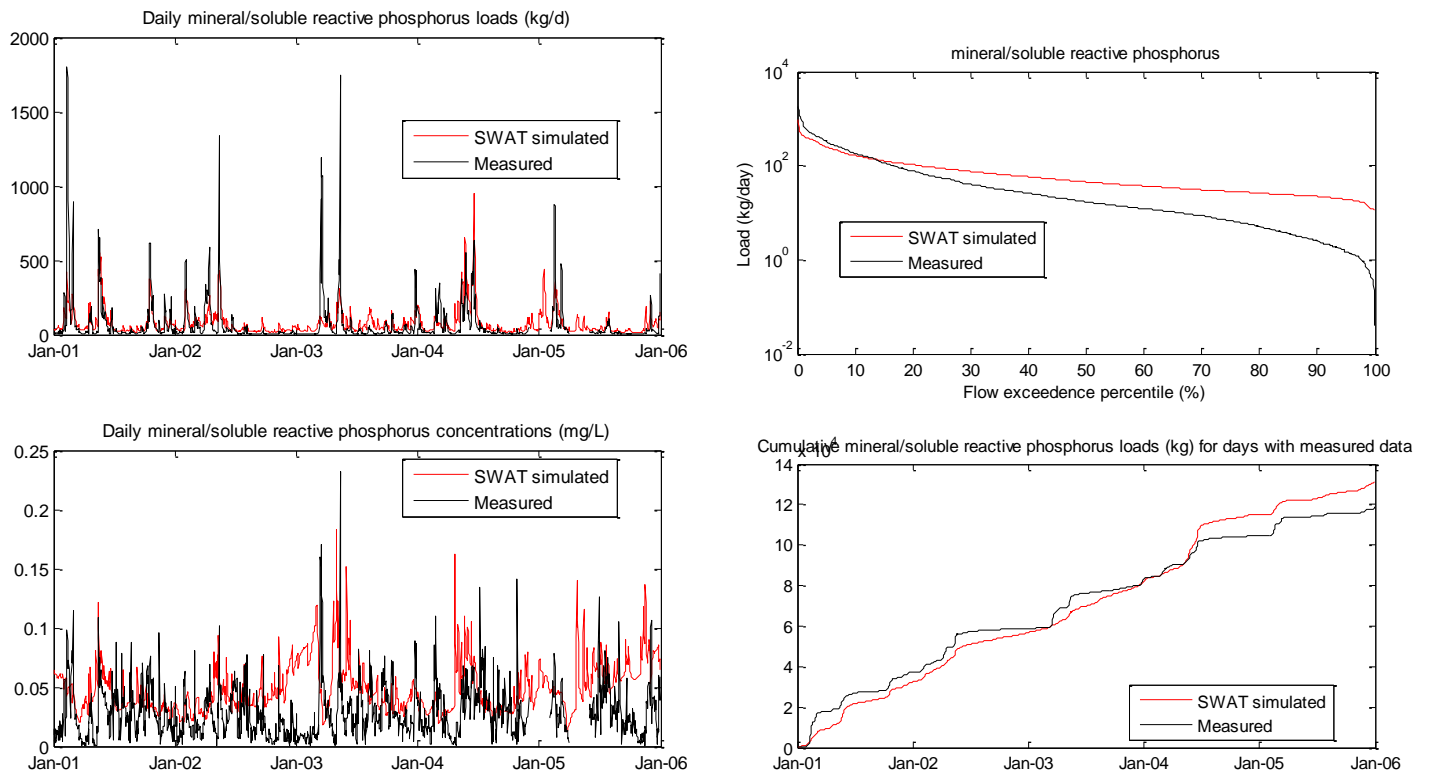 Daily mineral/soluble reactive phosphorus loads (kg/d)
2000
1500
1000
500
0
Jan-01 Jan-02 Jan-03 Jan-04 Jan-05 Jan-06
SWAT simulated
Measured
mineral/soluble reactive phosphorus
10^4
10^2
10^0
10^-2
Load (kg/day)
SWAT simulated
Measured
0 10 20 30 40 50 60 70 80 90 100
Flow exceedence percentile (%)
Daily mineral/soluble reactive phosphorus concentrations (mg/L)
0.25
0.2
0.15
0.1
0.05
0
Jan-01 Jan-02 Jan-03 Jan-04 Jan-05 Jan-06
SWAT simulated
Measured
Cumulative mineral/soluble reactive phosphorus loads (kg) for days with measured data
x 10^4
14
12
10
8
6
4
2
0
SWAT simulated
Measured
Jan-01 Jan-02 Jan-03 Jan-04 Jan-05 Jan-06